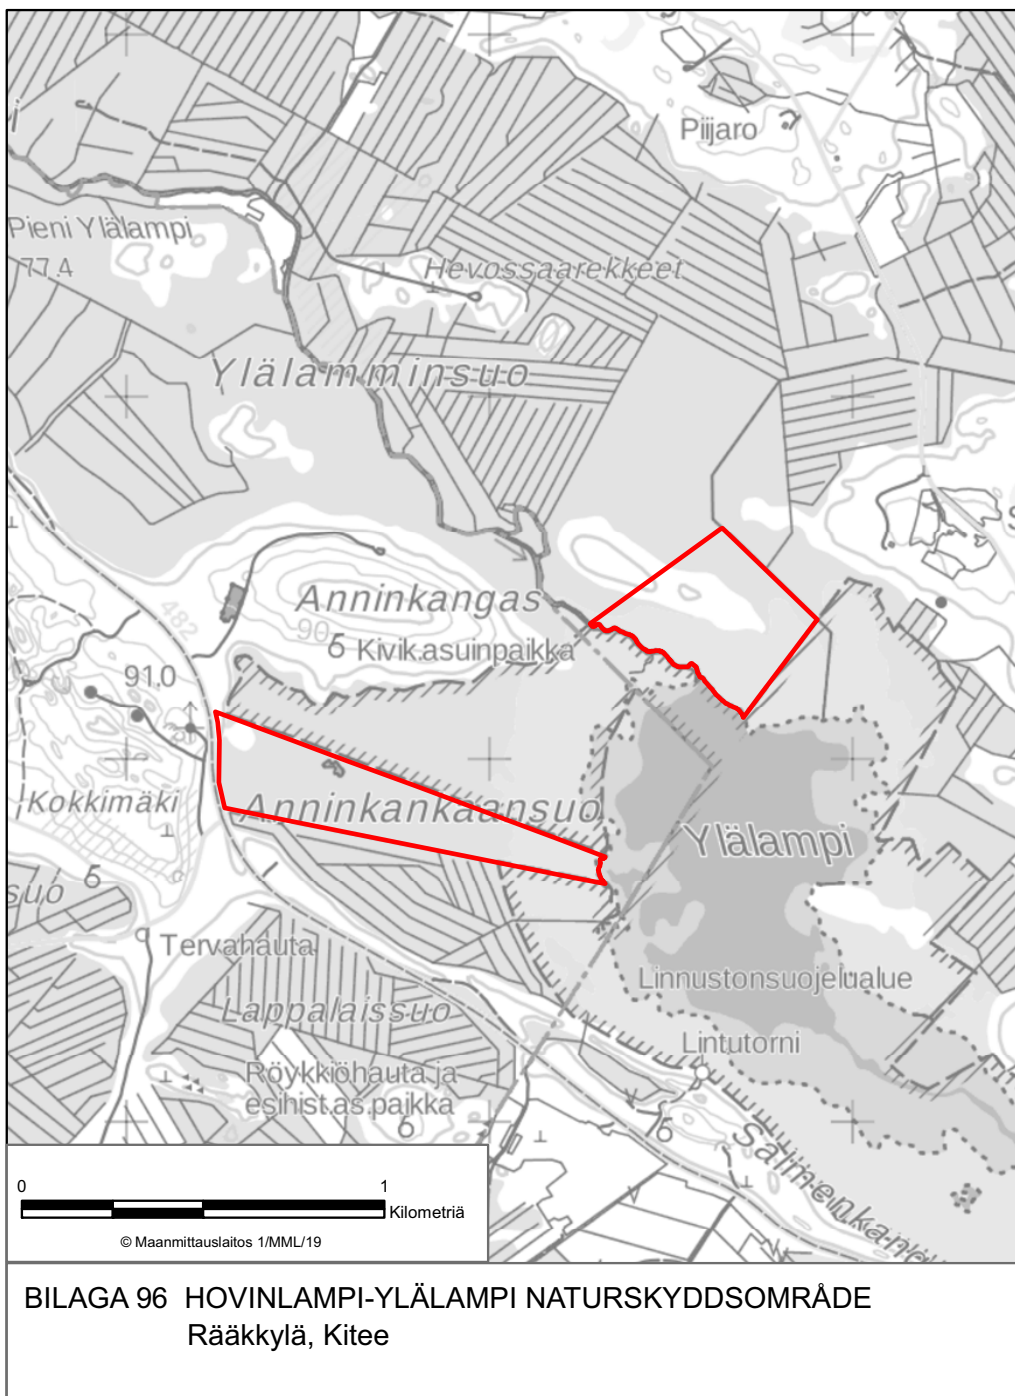 Piijaro
i
Pieni Ylälampi
77.4
Hevossaarekkeet
Ylälamminsuo
Anninkangas
90
482
Kivik.asuinpaikka
91.0
Kokkimäki
Anninkankaansuo
Ylälampi
suo
Tervahauta
Linnustonsuojelualue
Lappalaissuo
Lintutorni
Röykkiöhauta ja
esihist.as.paikka
0 1
Kilometriä
© Maanmittauslaitos 1/MML/19
BILAGA 96 HOVINLAMPI-YLÄLAMPI NATURSKYDDSOMRÅDE
Rääkkylä, Kitee